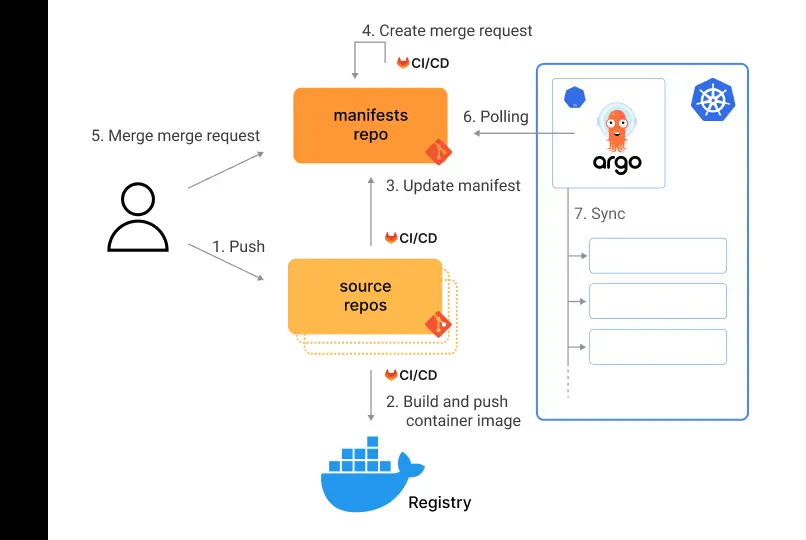 4. Create merge request
CI/CD
manifests
repo
6. Polling
argo
5. Merge merge request
3. Update manifest
7. Sync
1. Push
CI/CD
source
repos
CI/CD
2. Build and push
container image
Registry